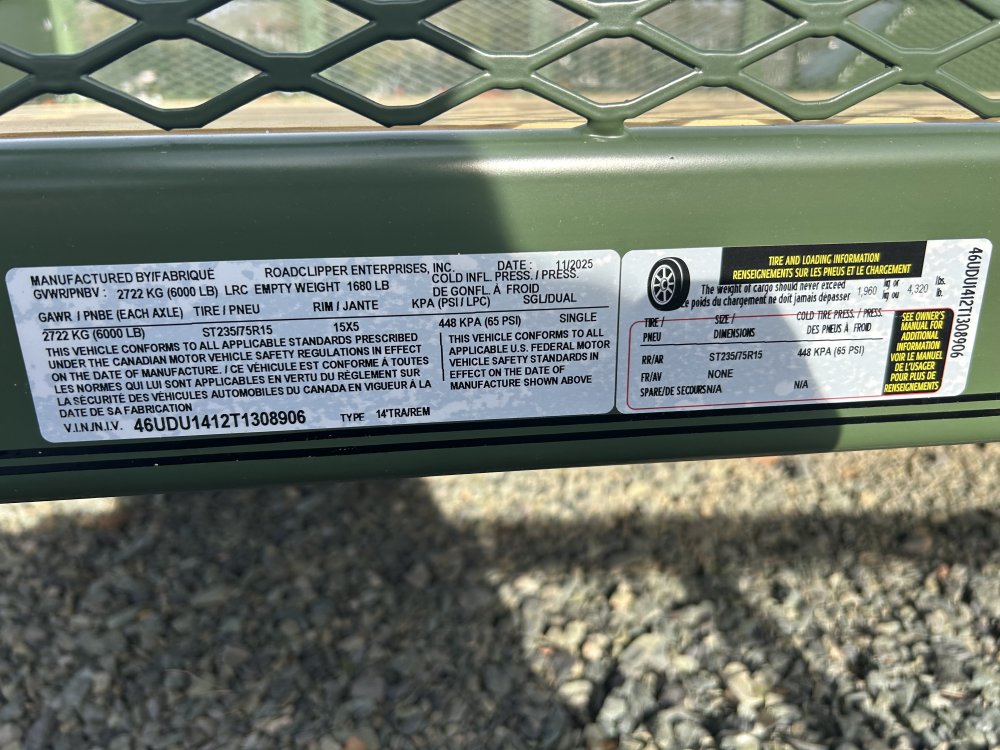 MANUFACTURED BY/FABRIQUE ROADCLIPPER ENTERPRISES, INC. DATE : 11/2025
GVWR/PNBV : 2722 KG (6000 LB) LRC EMPTY WEIGHT 1680 LB COLD INFL. PRESS. / PRESS.
DE GONFL. À FROID
GAWR / PNBE (EACH AXLE) TIRE / PNEU RIM / JANTE KPA (PSI / LPC) SGL/DUAL
2722 KG (6000 LB) ST235/75R15 15X5 448 KPA (65 PSI) SINGLE
THIS VEHICLE CONFORMS TO ALL APPLICABLE STANDARDS PRESCRIBED
UNDER THE CANADIAN MOTOR VEHICLE SAFETY REGULATIONS IN EFFECT
ON THE DATE OF MANUFACTURE. / CE VÉHICULE EST CONFORME À TOUTES
LES NORMES QUI LUI SONT APPLICABLES EN VERTU DU RÈGLEMENT SUR
LA SÉCURITÉ DES VÉHICULES AUTOMOBILES DU CANADA EN VIGUEUR À LA
DATE DE SA FABRICATION
THIS VEHICLE CONFORMS TO ALL
APPLICABLE U.S. FEDERAL MOTOR
VEHICLE SAFETY STANDARDS IN
EFFECT ON THE DATE OF
MANUFACTURE SHOWN ABOVE
V.I.N./N.I.V. 46UDU1412T1308906 TYPE 14'TRA/REM
TIRE AND LOADING INFORMATION
RENSEIGNEMENTS SUR LES PNEUS ET LE CHARGEMENT
The weight of cargo should never exceed
Le poids du chargement ne doit jamais dépasser 1,960 kg or kg ou 4,320 lbs. lb.
TIRE / PNEU SIZE / DIMENSIONS COLD TIRE PRESS. / PRESS. DES PNEUS À FROID
RR/AR ST235/75R15 448 KPA (65 PSI)
FR/AV NONE
SPARE/DE SECOURS N/A N/A
SEE OWNER'S
MANUAL FOR
ADDITIONAL
INFORMATION
VOIR LE MANUEL
DE L'USAGER
POUR PLUS DE
RENSEIGNEMENTS
46UDU1412T1308906